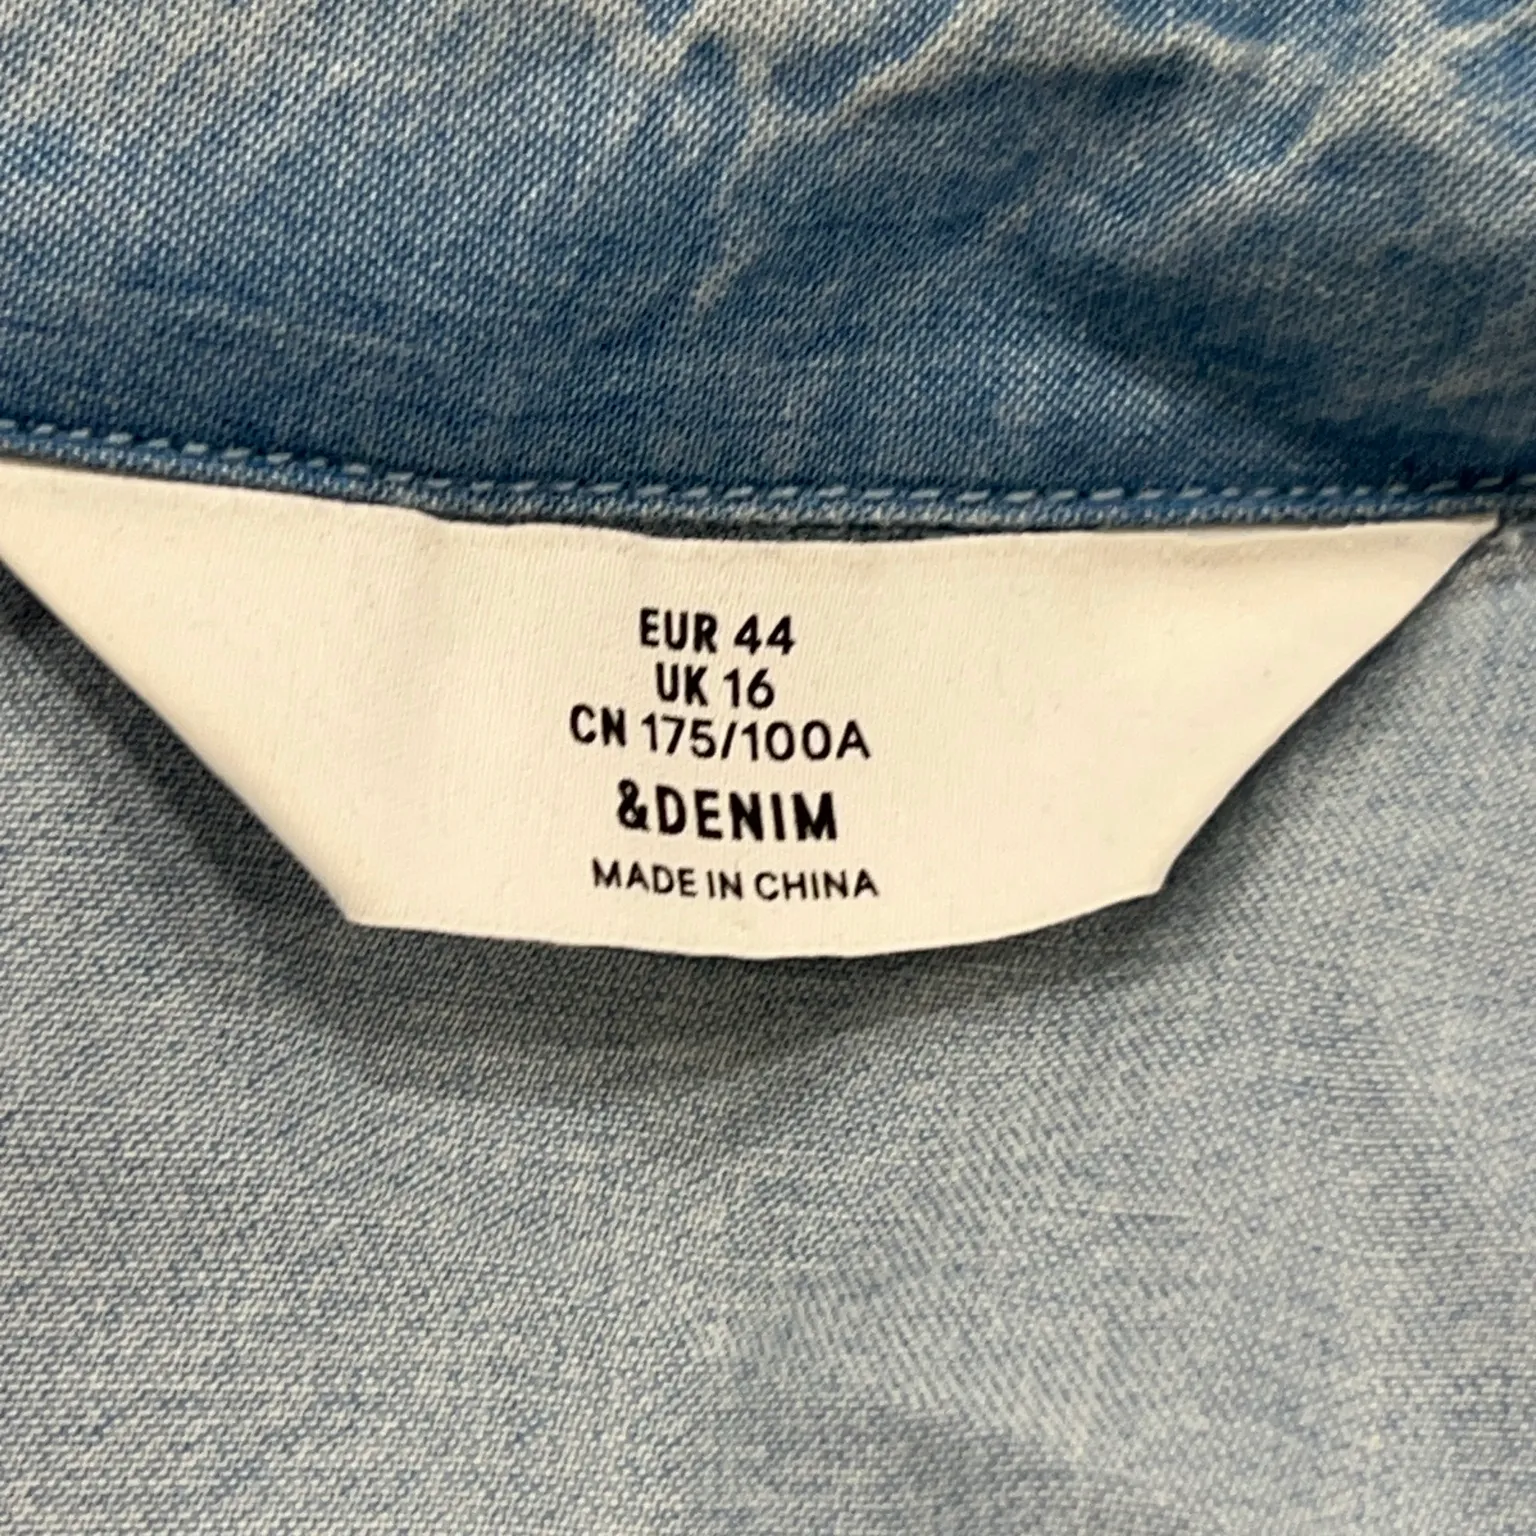 EUR 44
UK 16
CN 175/100A
&DENIM
MADE IN CHINA